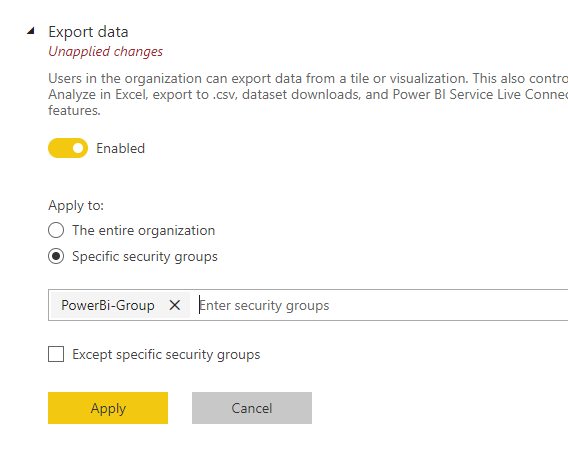 Export data
Unapplied changes
Users in the organization can export data from a tile or visualization. This also contro
Analyze in Excel, export to .csv, dataset downloads, and Power BI Service Live Connec
features.
Enabled
Apply to:
The entire organization
Specific security groups
PowerBi-Group Enter security groups
Except specific security groups
Apply Cancel